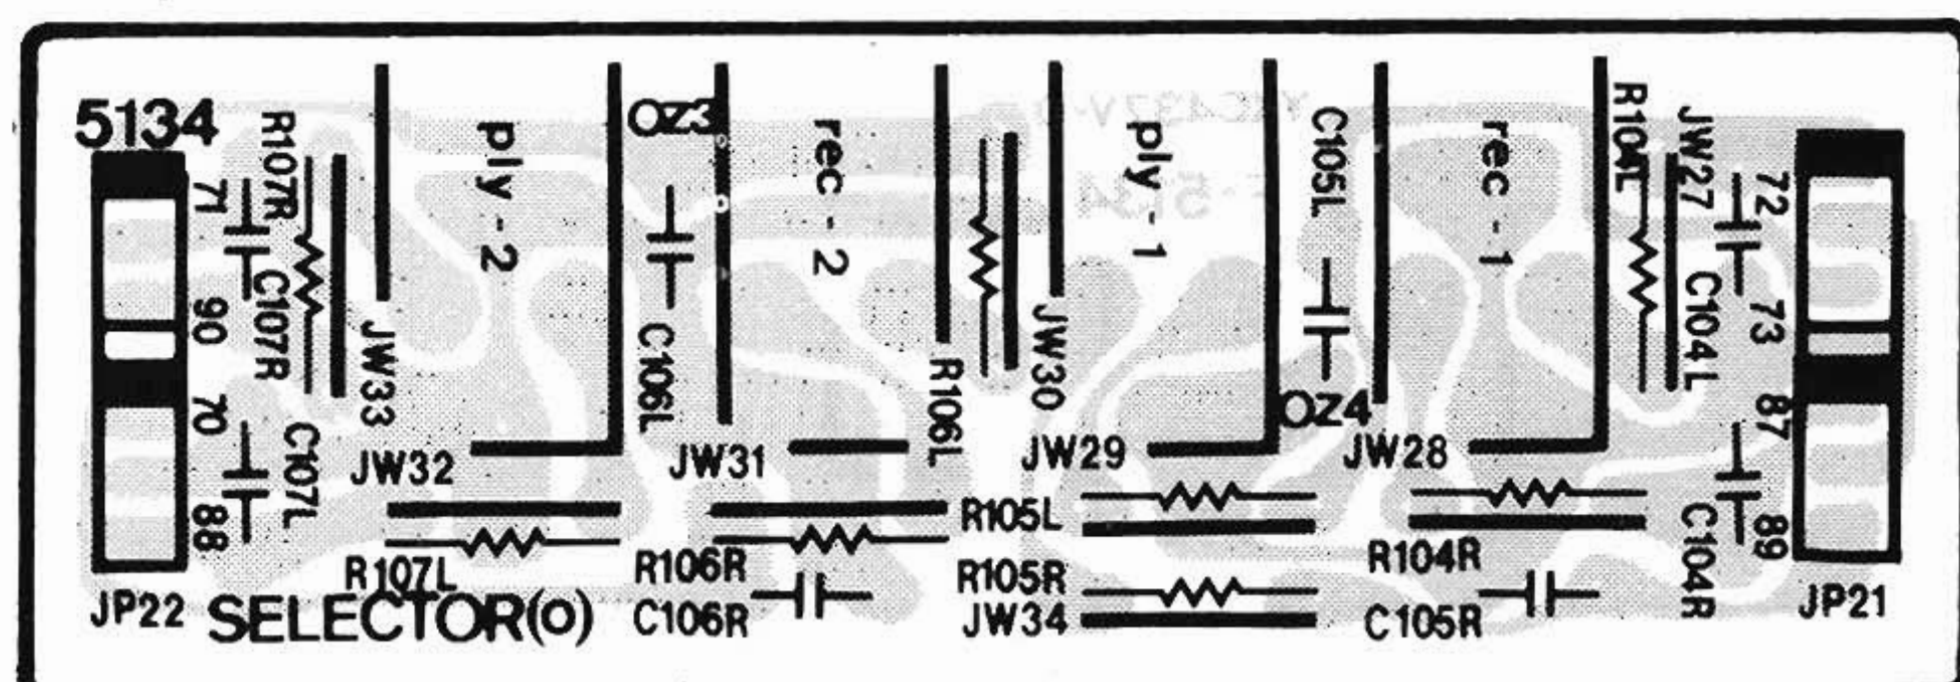 5134
R107R
71
C107R
90
JW33
70
C107L
88
JP22
SELECTOR(o)
R107L
JW32
ply - 2
OZ3
C106L
JW31
rec - 2
R106L
R106R
C106R
JW30
ply - 1
JW29
R105L
R105R
JW34
C105L
OZ4
JW28
rec - 1
R104L
JW27
C104L
R104R
C105R
72
73
87
89
C104R
JP21